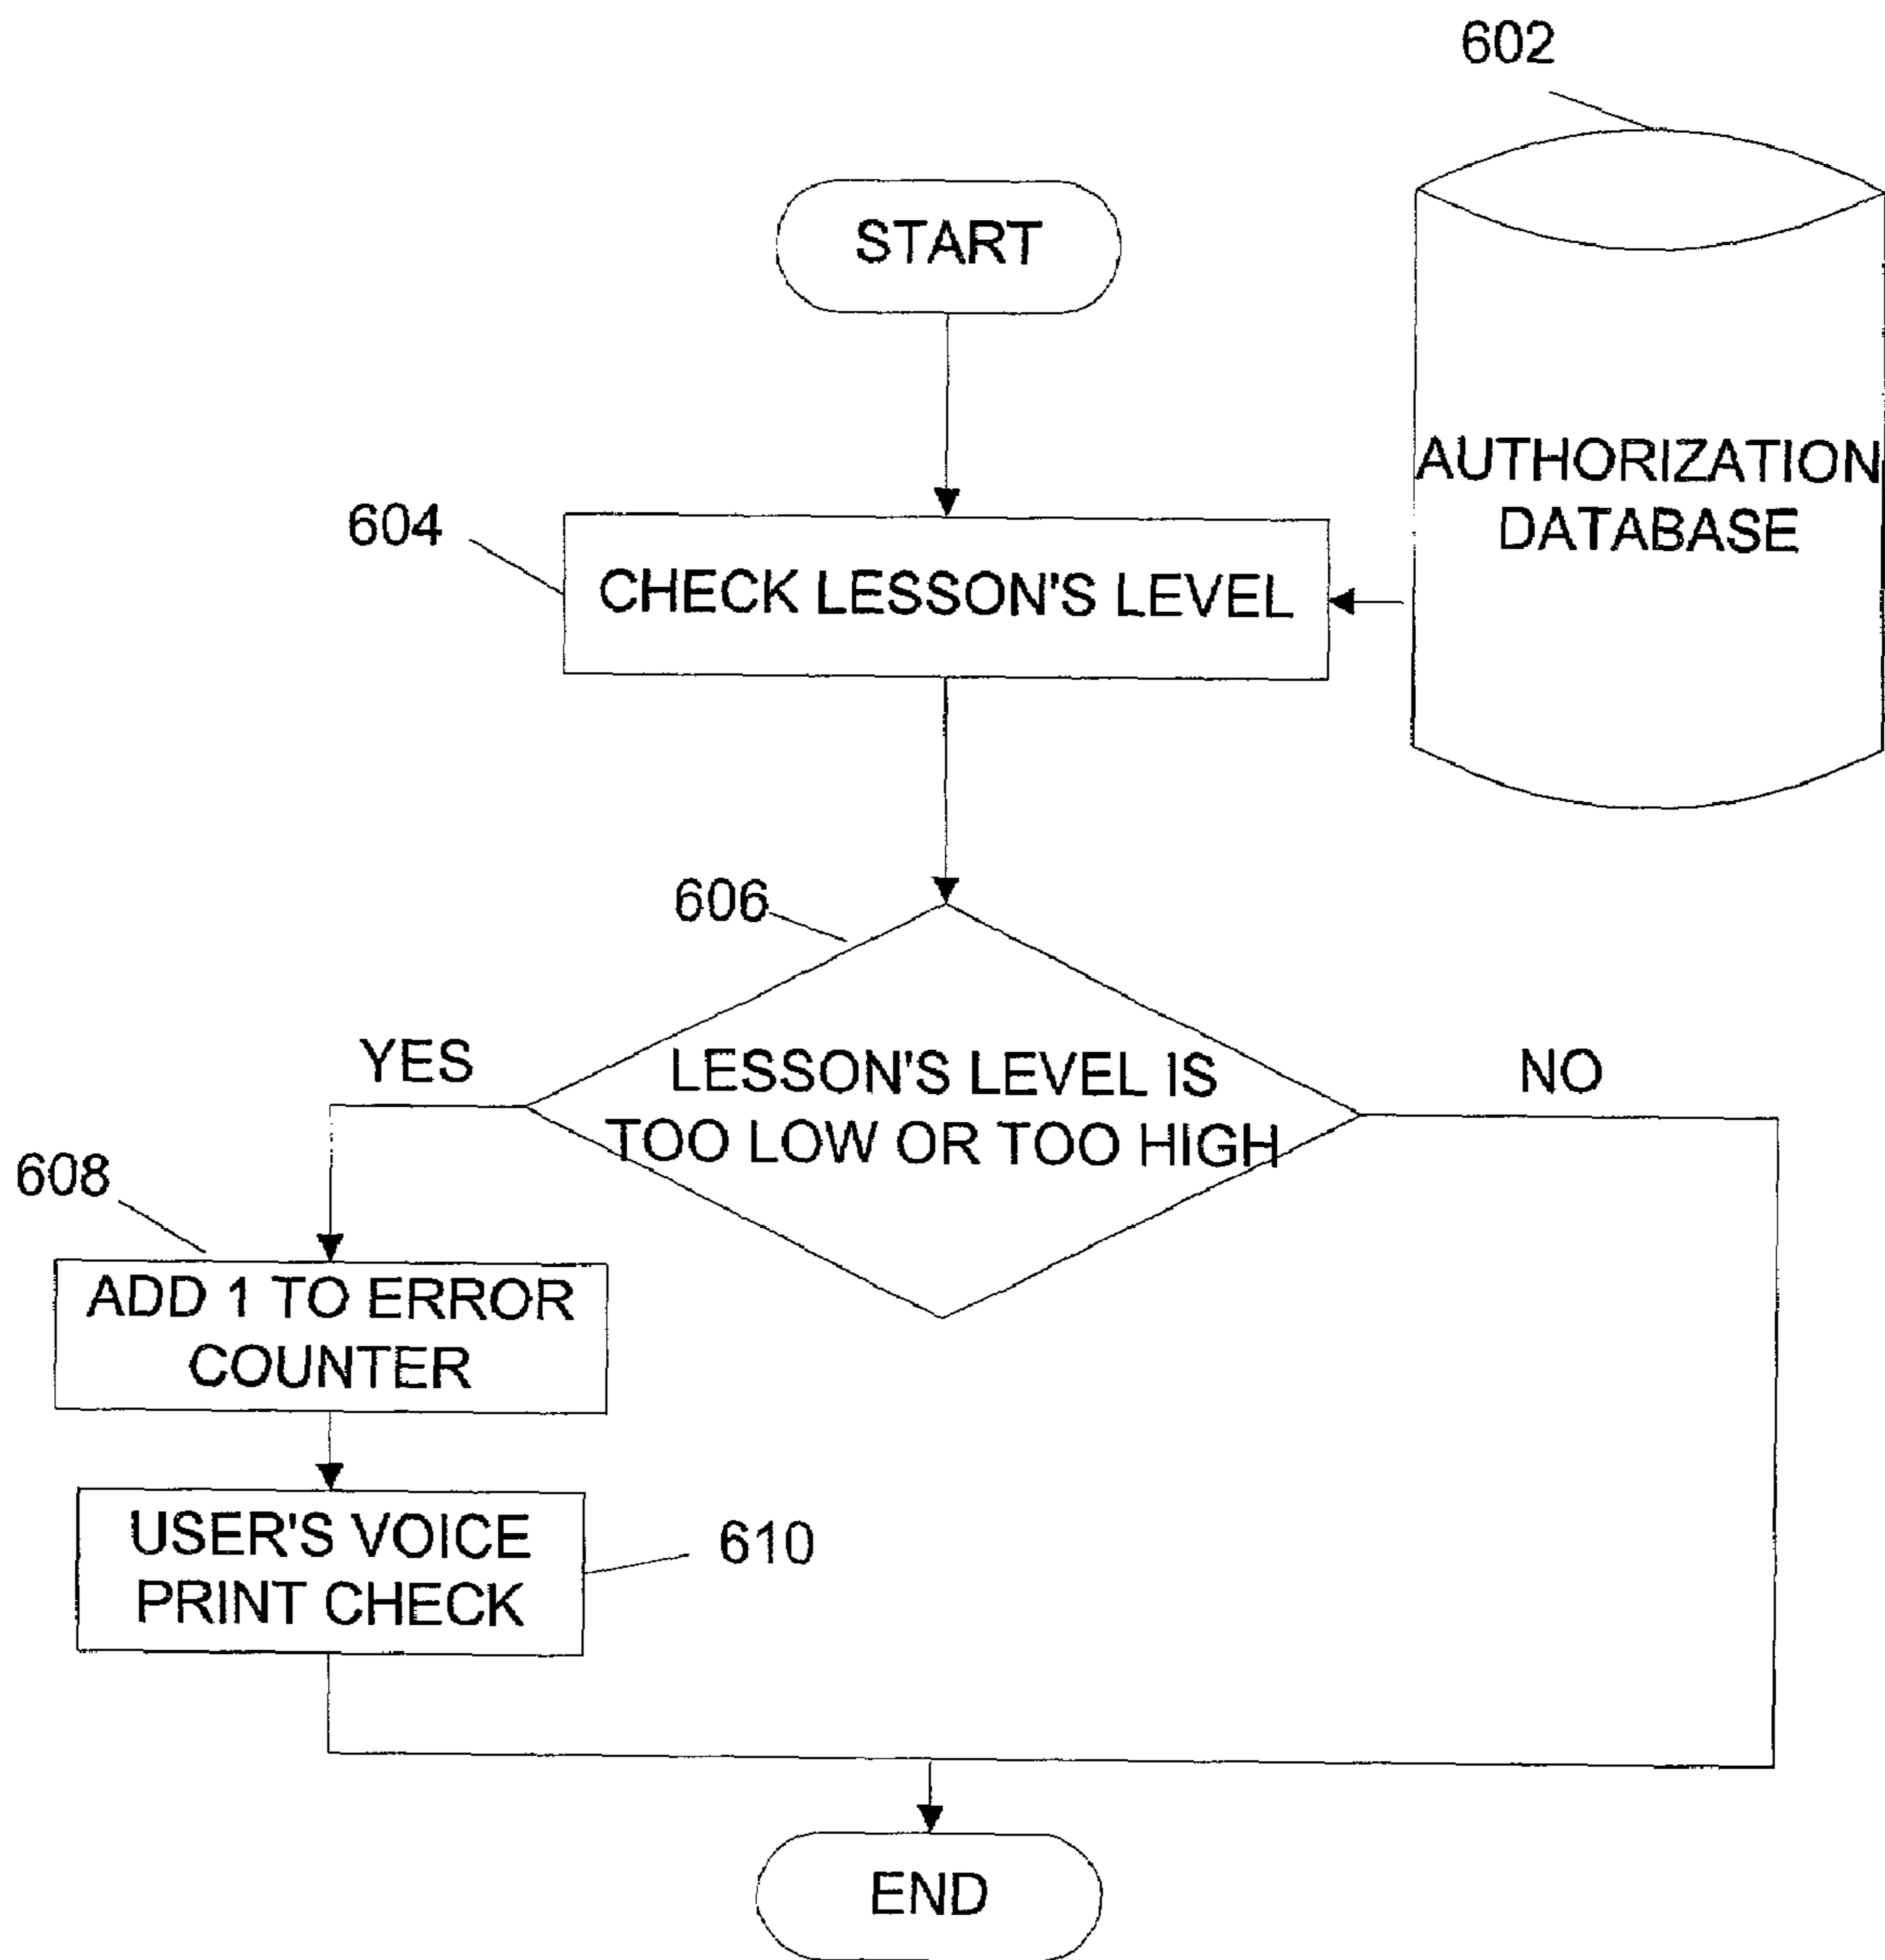 602
START
AUTHORIZATION
DATABASE
604
CHECK LESSON'S LEVEL
606
YES
LESSON'S LEVEL IS
TOO LOW OR TOO HIGH
NO
608
ADD 1 TO ERROR
COUNTER
USER'S VOICE
PRINT CHECK
610
END